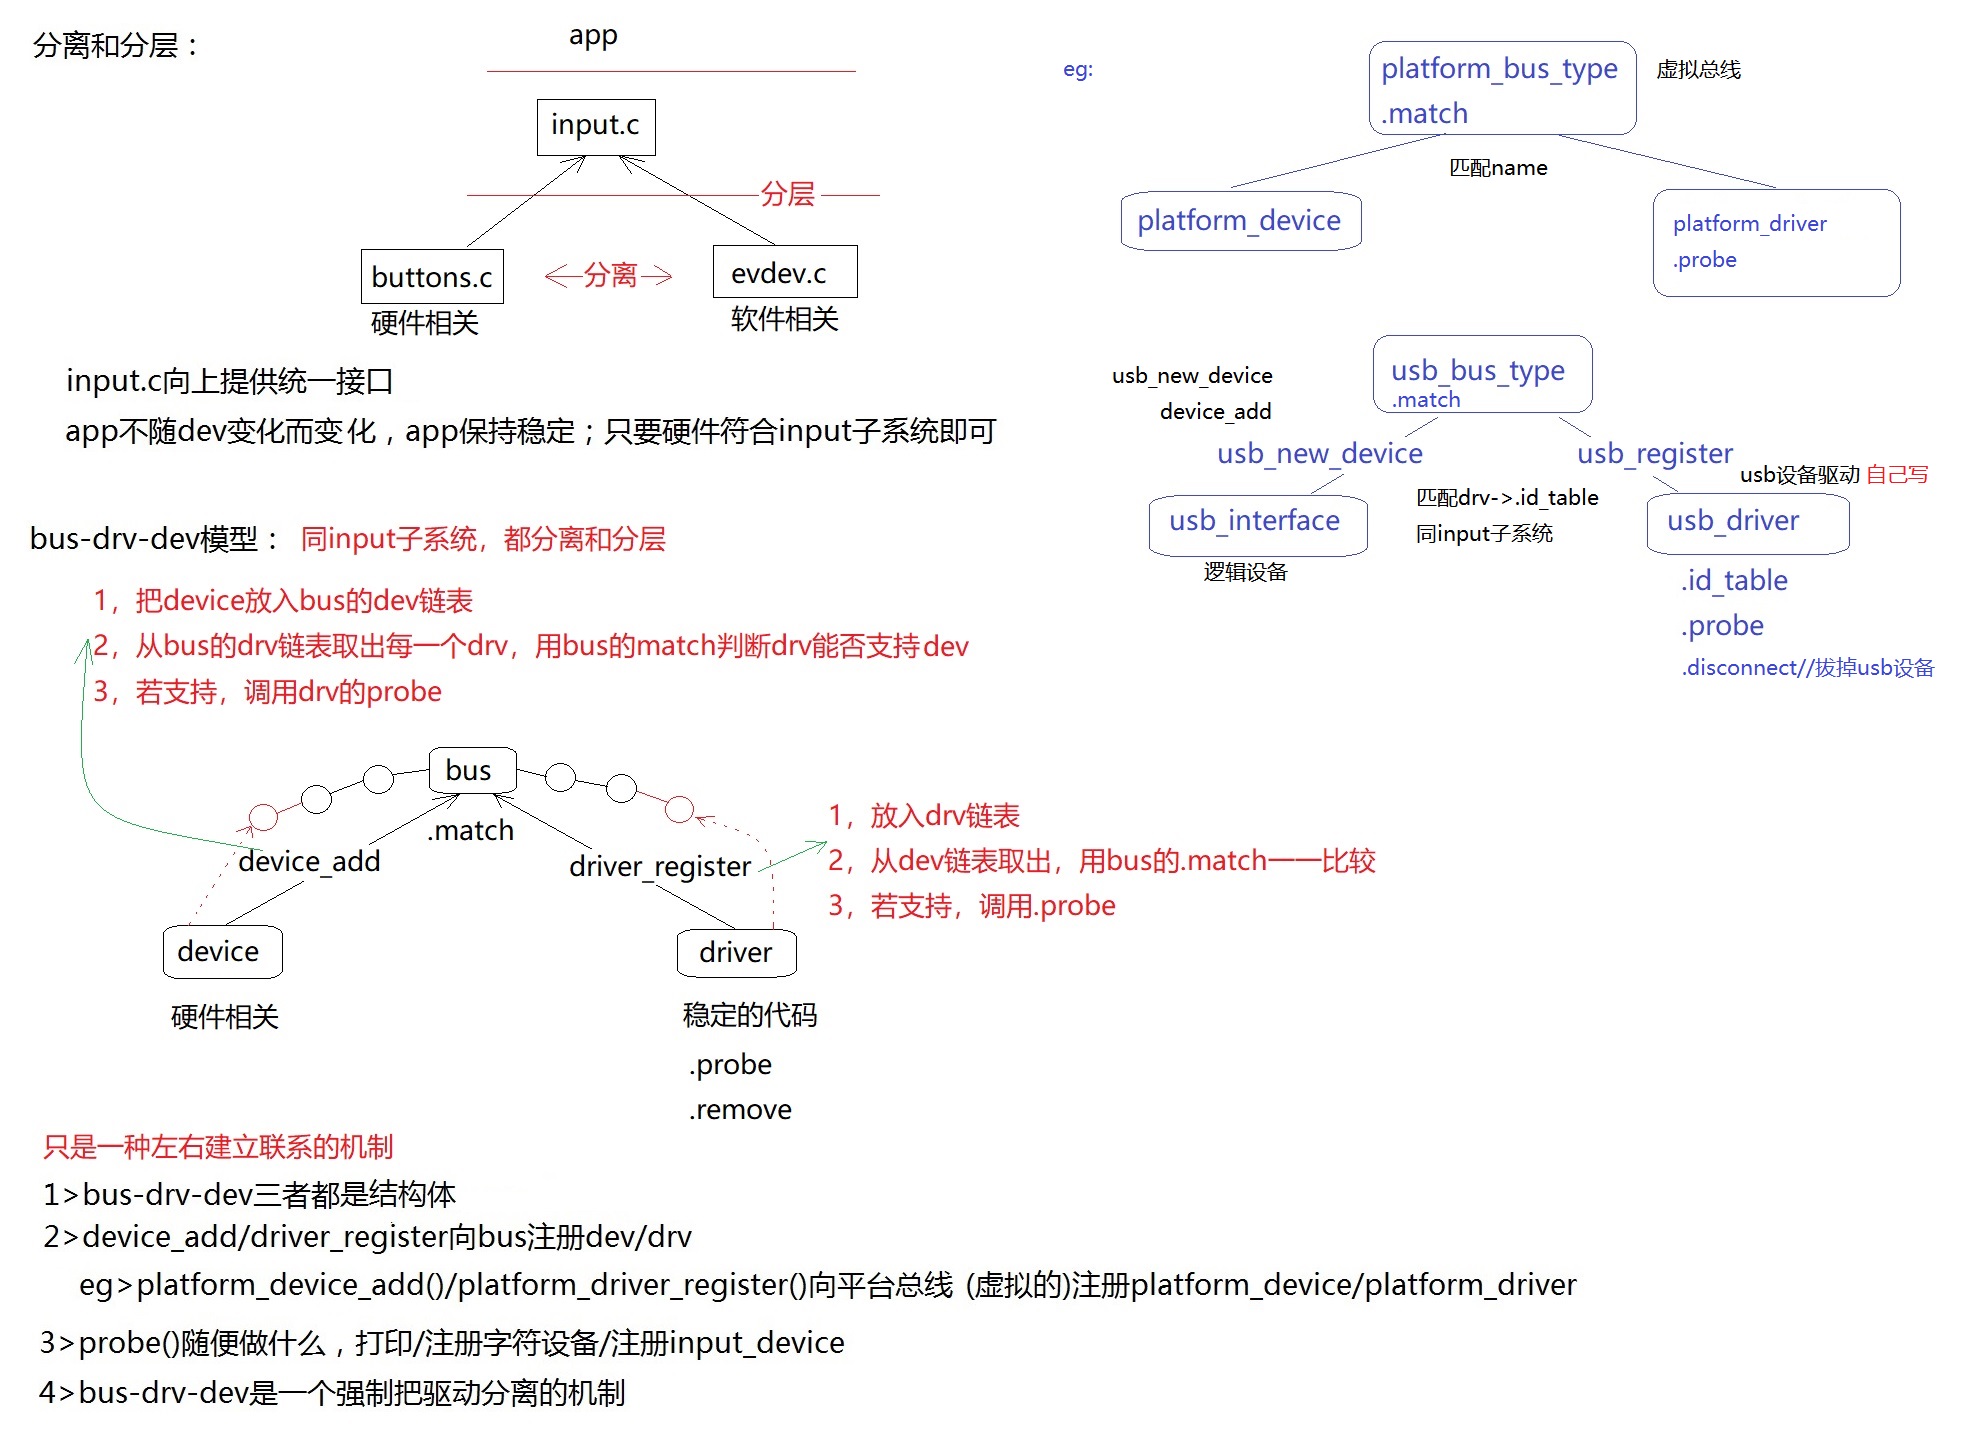 分离和分层：
app
input.c
分层
buttons.c
分离
evdev.c
硬件相关
软件相关
input.c向上提供统一接口
app不随dev变化而变化，app保持稳定；只要硬件符合input子系统即可
eg:
platform_bus_type
.match
虚拟总线
匹配name
platform_device
platform_driver
.probe
usb_new_device
device_add
usb_bus_type
.match
usb_new_device
usb_register
usb设备驱动 自己写
匹配drv->.id_table
同input子系统
usb_interface
逻辑设备
usb_driver
.id_table
.probe
.disconnect//拔掉usb设备
bus-drv-dev模型： 同input子系统，都分离和分层
1，把device放入bus的dev链表
2，从bus的drv链表取出每一个drv，用bus的match判断drv能否支持dev
3，若支持，调用drv的probe
bus
.match
device_add
driver_register
1，放入drv链表
2，从dev链表取出，用bus的.match一一比较
3，若支持，调用.probe
device
driver
硬件相关
稳定的代码
.probe
.remove
只是一种左右建立联系的机制
1>bus-drv-dev三者都是结构体
2>device_add/driver_register向bus注册dev/drv
eg>platform_device_add()/platform_driver_register()向平台总线 (虚拟的)注册platform_device/platform_driver
3>probe()随便做什么，打印/注册字符设备/注册input_device
4>bus-drv-dev是一个强制把驱动分离的机制